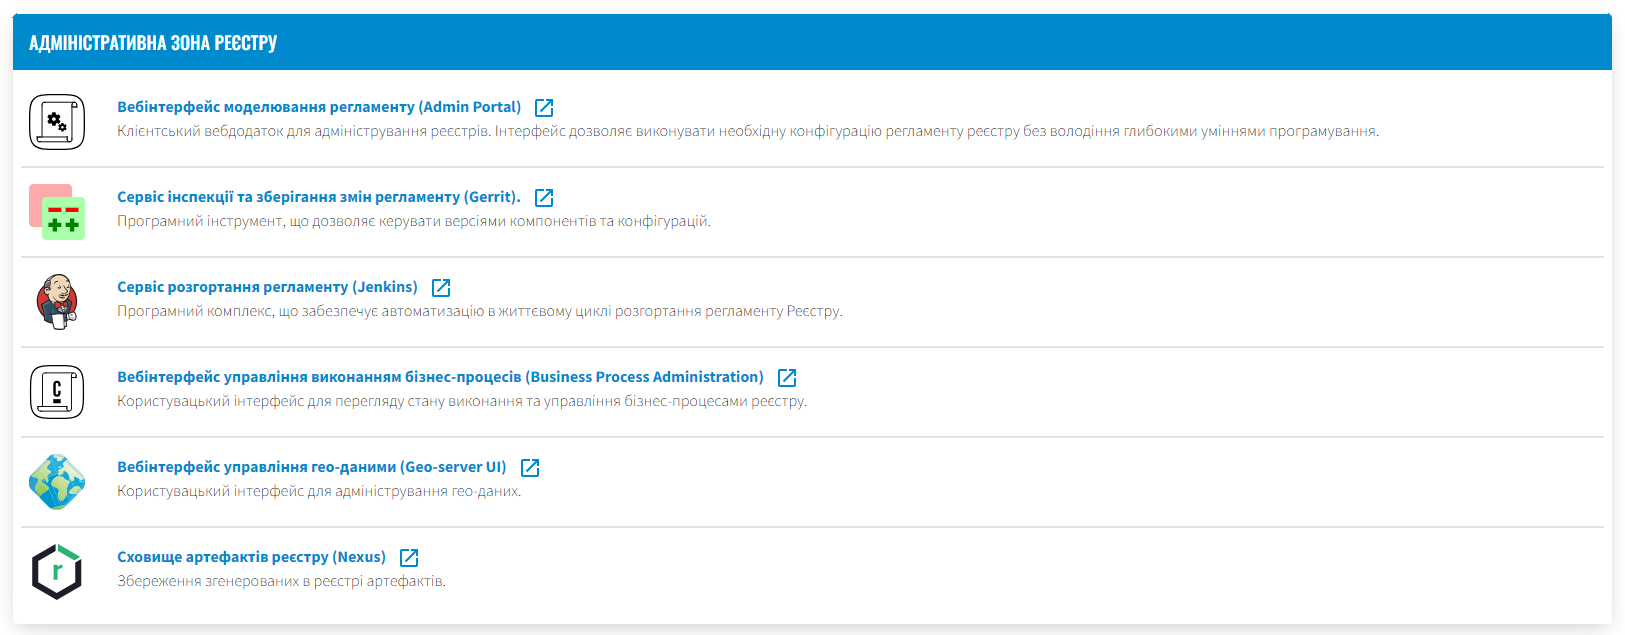 АДМІНІСТРАТИВНА ЗОНА РЕЄСТРУ
Вебінтерфейс моделювання регламенту (Admin Portal)
Клієнтський вебдодаток для адміністрування реєстрів. Інтерфейс дозволяє виконувати необхідну конфігурацію регламенту реєстру без володіння глибокими уміннями програмування.
Сервіс інспекції та зберігання змін регламенту (Gerrit).
Програмний інструмент, що дозволяє керувати версіями компонентів та конфігурацій.
Сервіс розгортання регламенту (Jenkins)
Програмний комплекс, що забезпечує автоматизацію в життєвому циклі розгортання регламенту Реєстру.
C
Вебінтерфейс управління виконанням бізнес-процесів (Business Process Administration)
Користувацький інтерфейс для перегляду стану виконання та управління бізнес-процесами реєстру.
Вебінтерфейс управління гео-даними (Geo-server UI)
Користувацький інтерфейс для адміністрування гео-даних.
r
Сховище артефактів реєстру (Nexus)
Збереження згенерованих в реєстрі артефактів.